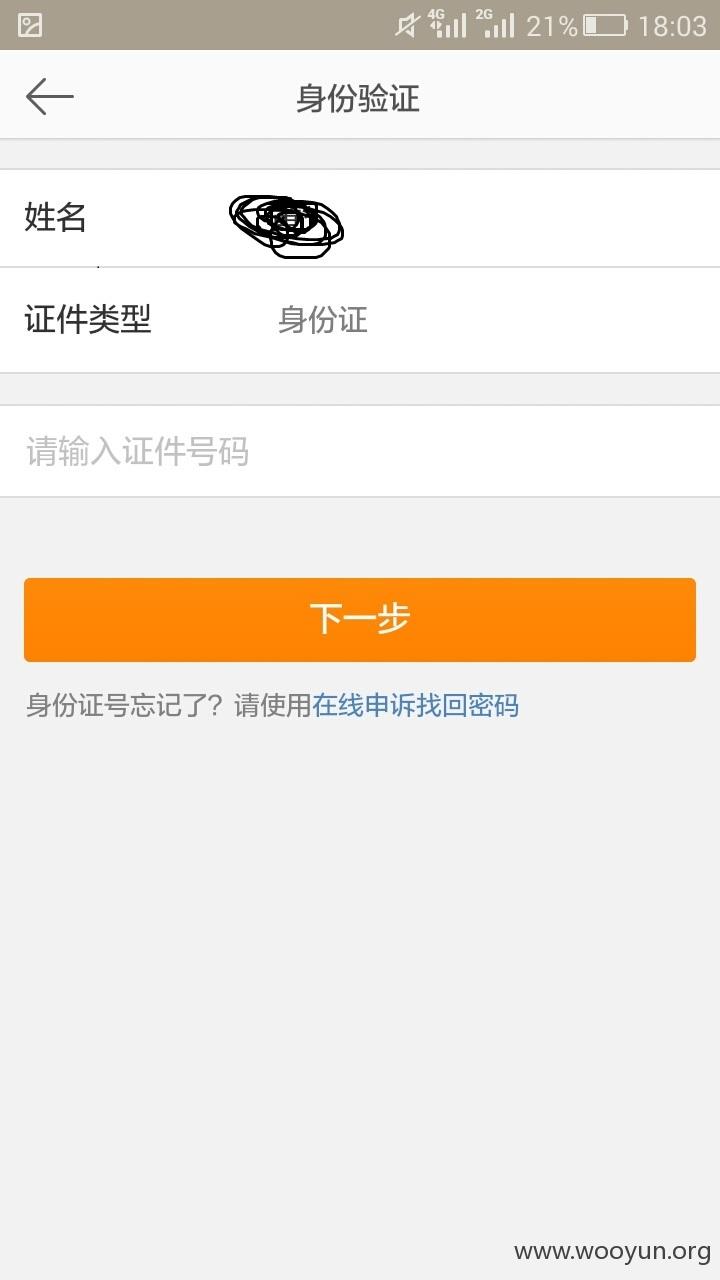 4G 2G 21% 18:03
身份验证
姓名
证件类型 身份证
请输入证件号码
下一步
身份证号忘记了？请使用在线申诉找回密码
www.wooyun.org